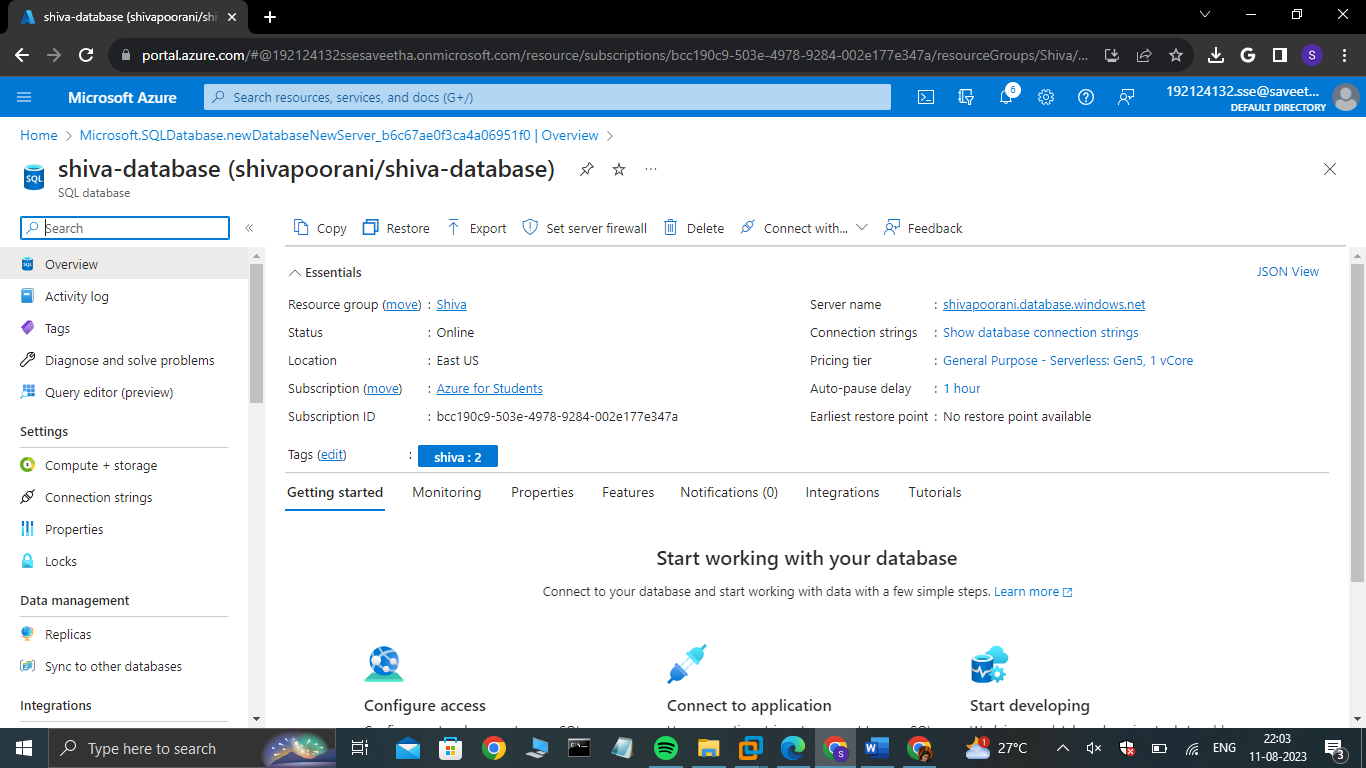 shiva-database (shivapoorani/shi
portal.azure.com/#@192124132ssesaveetha.onmicrosoft.com/resource/subscriptions/bcc190c9-503e-4978-9284-002e177e347a/resourceGroups/Shiva/...
S
Microsoft Azure
Search resources, services, and docs (G+/)
6
192124132.sse@saveet...
DEFAULT DIRECTORY
Home > Microsoft.SQLDatabase.newDatabaseNewServer_b6c67ae0f3ca4a06951f0 | Overview >
SQL
shiva-database (shivapoorani/shiva-database)
...
SQL database
Search
«
Copy
Restore
Export
Set server firewall
Delete
Connect with...
Feedback
Overview
Activity log
Tags
Diagnose and solve problems
Query editor (preview)
Settings
Compute + storage
Connection strings
Properties
Locks
Data management
Replicas
Sync to other databases
Integrations
Essentials
JSON View
Resource group (move) : Shiva
Status : Online
Location : East US
Subscription (move) : Azure for Students
Subscription ID : bcc190c9-503e-4978-9284-002e177e347a
Server name : shivapoorani.database.windows.net
Connection strings : Show database connection strings
Pricing tier : General Purpose - Serverless: Gen5, 1 vCore
Auto-pause delay : 1 hour
Earliest restore point : No restore point available
Tags (edit) : shiva : 2
Getting started
Monitoring
Properties
Features
Notifications (0)
Integrations
Tutorials
Start working with your database
Connect to your database and start working with data with a few simple steps. Learn more
Configure access
Connect to application
Start developing
Type here to search
1
27°C
ENG
22:03
11-08-2023
3